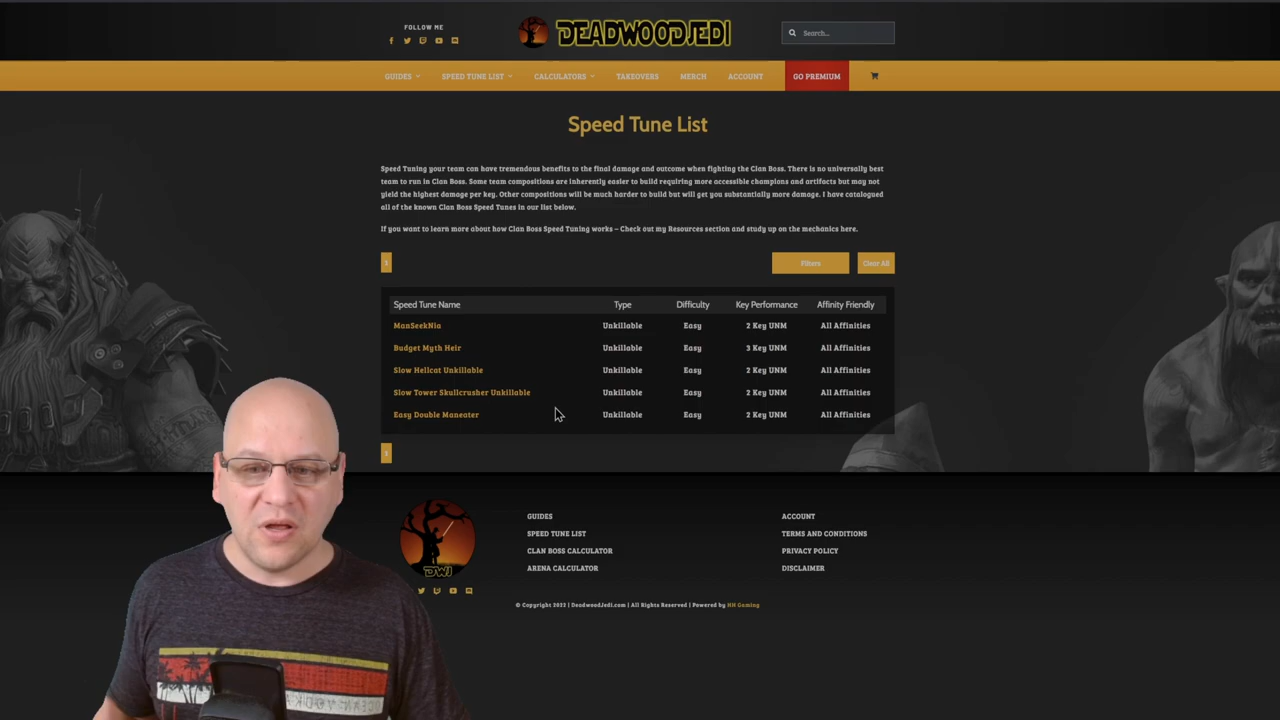 FOLLOW ME
DEADWOODJEDI
Search...
GUIDES SPEED TUNE LIST CALCULATORS TAKEOVERS MERCH ACCOUNT GO PREMIUM
Speed Tune List
Speed Tuning your team can have tremendous benefits to the final damage and outcome when fighting the Clan Boss. There is no universally best
team to run in Clan Boss. Some team compositions are inherently easier to build requiring more accessible champions and artifacts but may not
yield the highest damage per key. Other compositions will be much harder to build but will get you substantially more damage. I have catalogued
all of the known Clan Boss Speed Tunes in our list below.
If you want to learn more about how Clan Boss Speed Tuning works – Check out my Resources section and study up on the mechanics here.
Filters Clear All
Speed Tune Name Type Difficulty Key Performance Affinity Friendly
ManSeekNia Unkillable Easy 2 Key UNM All Affinities
Budget Myth Heir Unkillable Easy 3 Key UNM All Affinities
Slow Hellcat Unkillable Unkillable Easy 2 Key UNM All Affinities
Slow Tower Skullcrusher Unkillable Unkillable Easy 2 Key UNM All Affinities
Easy Double Maneater Unkillable Easy 2 Key UNM All Affinities
GUIDES ACCOUNT
SPEED TUNE LIST TERMS AND CONDITIONS
CLAN BOSS CALCULATOR PRIVACY POLICY
ARENA CALCULATOR DISCLAIMER
DWJ
© Copyright 2022 | DeadwoodJedi.com | All Rights Reserved | Powered by HH Gaming